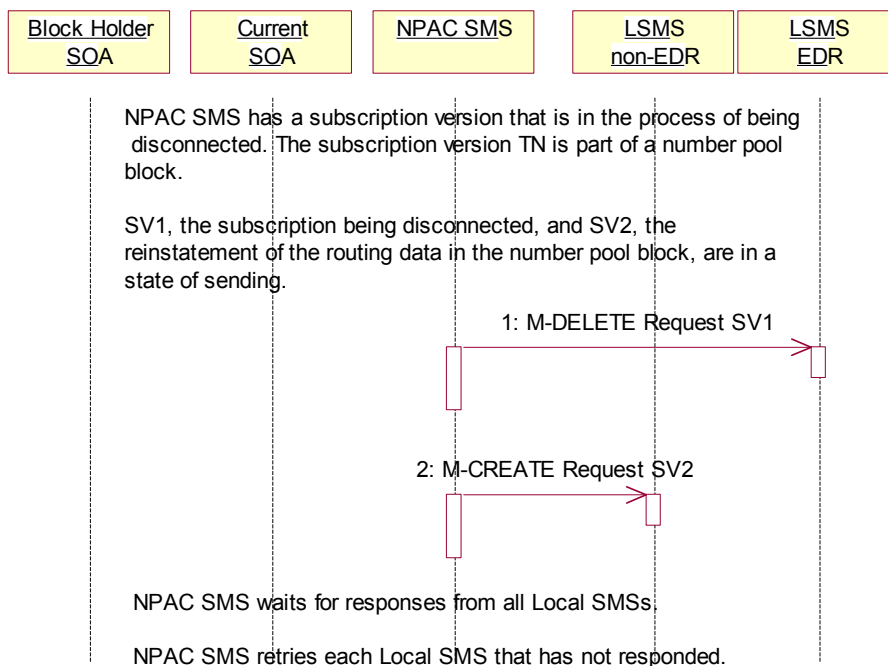 Block Holder
SOA
Current
SOA
NPAC SMS
LSMS
non-EDR
LSMS
EDR
NPAC SMS has a subscription version that is in the process of being
disconnected. The subscription version TN is part of a number pool
block.
SV1, the subscription being disconnected, and SV2, the
reinstatement of the routing data in the number pool block, are in a
state of sending.
1: M-DELETE Request SV1
2: M-CREATE Request SV2
NPAC SMS waits for responses from all Local SMSs.
NPAC SMS retries each Local SMS that has not responded.